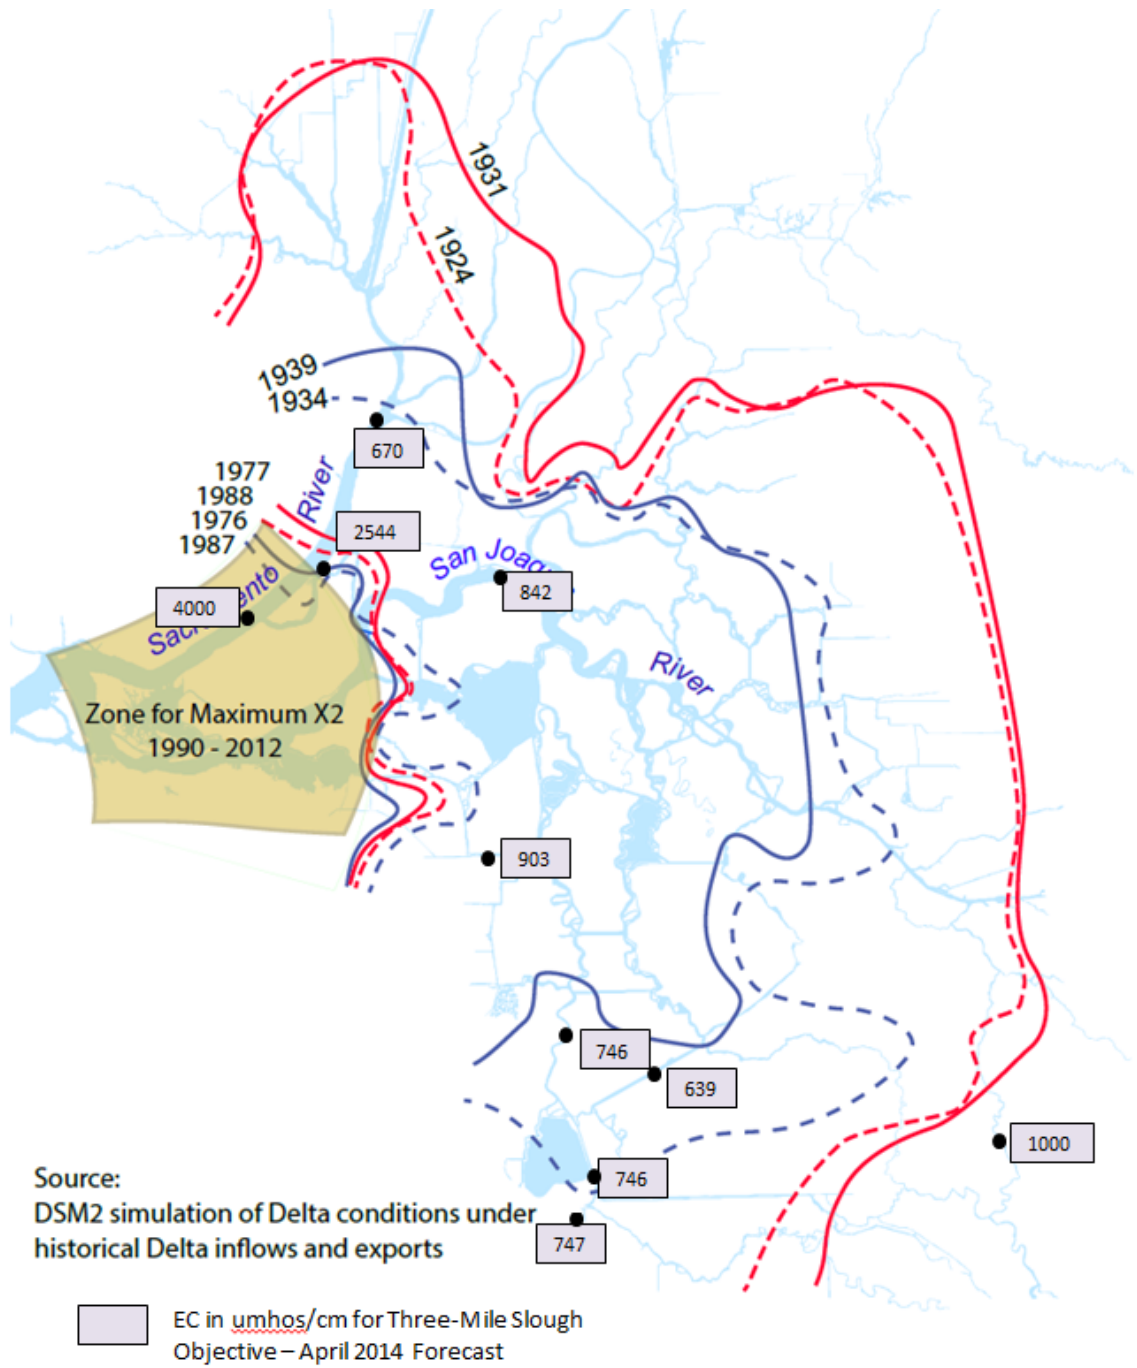 1931
1924
1939
1934
670
1977
1988
1976
1987
River
2544
San Joaqu
842
4000
Sacr
ento
River
Zone for Maximum X2
1990 - 2012
903
746
639
1000
746
747
Source:
DSM2 simulation of Delta conditions under
historical Delta inflows and exports
EC in umhos/cm for Three-Mile Slough
Objective – April 2014 Forecast